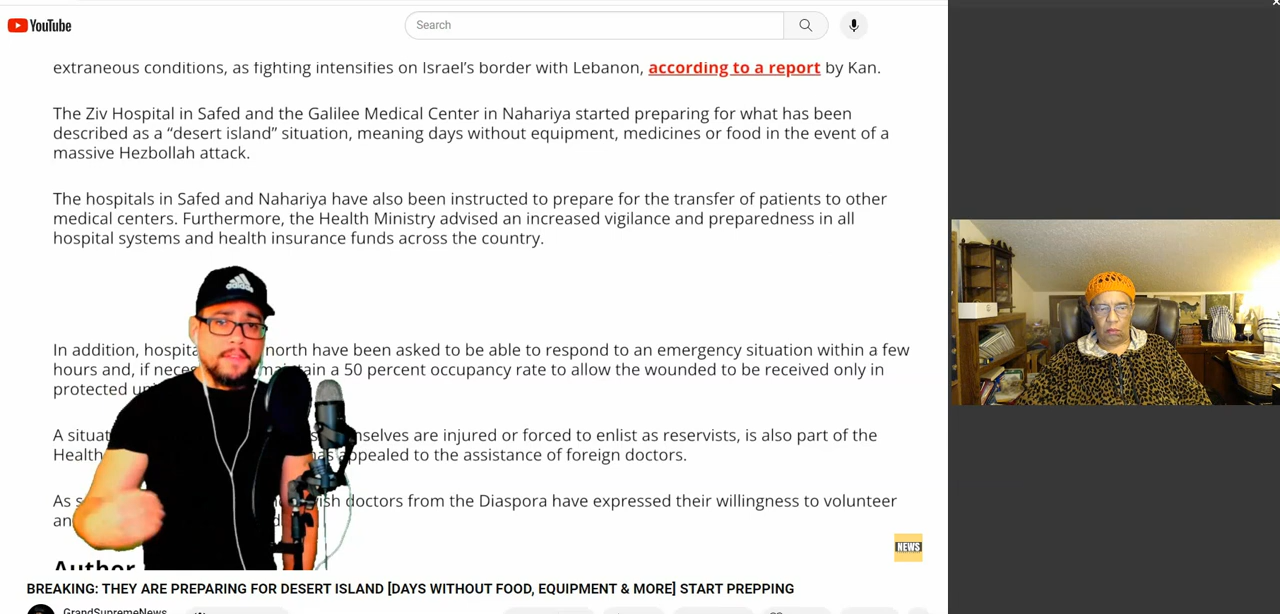 YouTube
Search
extraneous conditions, as fighting intensifies on Israel's border with Lebanon, according to a report by Kan.
The Ziv Hospital in Safed and the Galilee Medical Center in Nahariya started preparing for what has been
described as a “desert island” situation, meaning days without equipment, medicines or food in the event of a
massive Hezbollah attack.
The hospitals in Safed and Nahariya have also been instructed to prepare for the transfer of patients to other
medical centers. Furthermore, the Health Ministry advised an increased vigilance and preparedness in all
hospital systems and health insurance funds across the country.
In addition, north have been asked to be able to respond to an emergency situation within a few
hours and, if a 50 percent occupancy rate to allow the wounded to be received only in
protected
A are injured or forced to enlist as reservists, is also part of the
Health appealed to the assistance of foreign doctors.
As doctors from the Diaspora have expressed their willingness to volunteer
NEWS
Author
BREAKING: THEY ARE PREPARING FOR DESERT ISLAND [DAYS WITHOUT FOOD, EQUIPMENT & MORE] START PREPPING
GrandSupremeNews